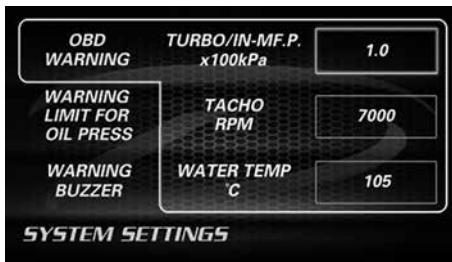 OBD
WARNING
TURBO/IN-MF.P.
x100kPa
1.0
WARNING
LIMIT FOR
OIL PRESS
TACHO
RPM
7000
WARNING
BUZZER
WATER TEMP
°C
105
SYSTEM SETTINGS